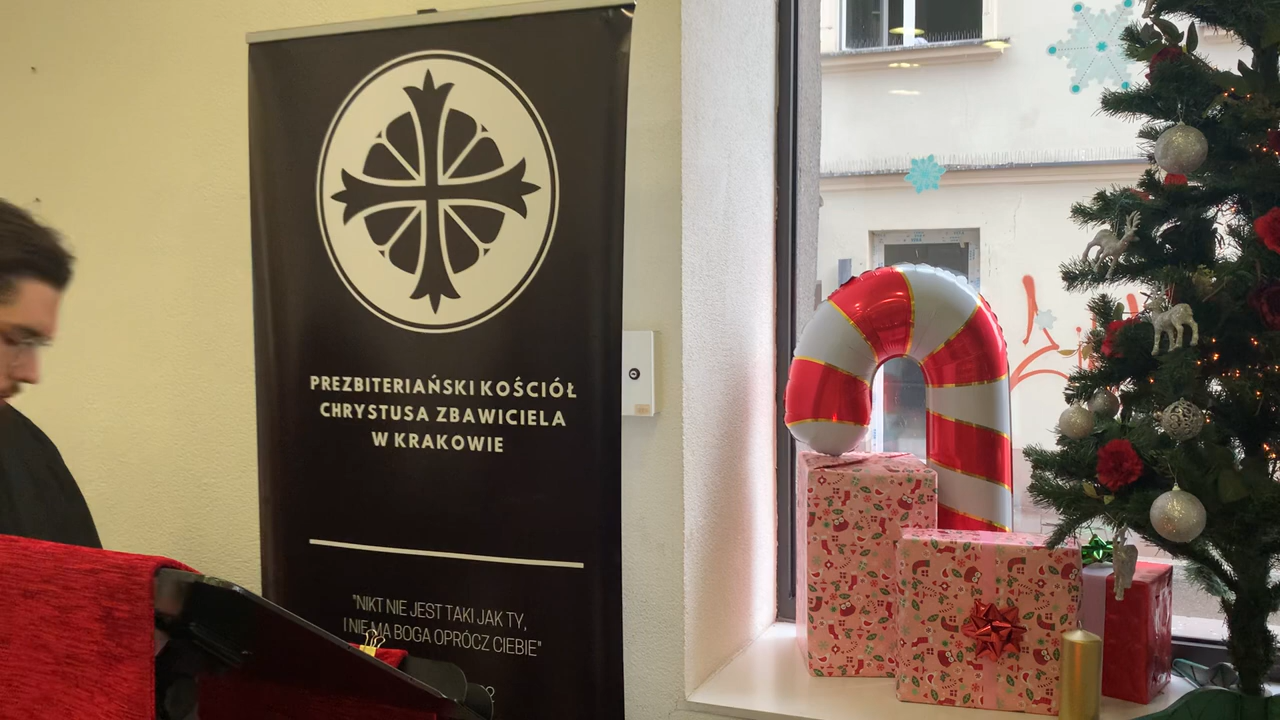 PREZBITERIAŃSKI KOŚCIÓŁ
CHRYSTUSA ZBAWICIELA
W KRAKOWIE
"NIKT NIE JEST TAKI JAK TY,
I NIE MA BOGA OPRÓCZ CIEBIE"